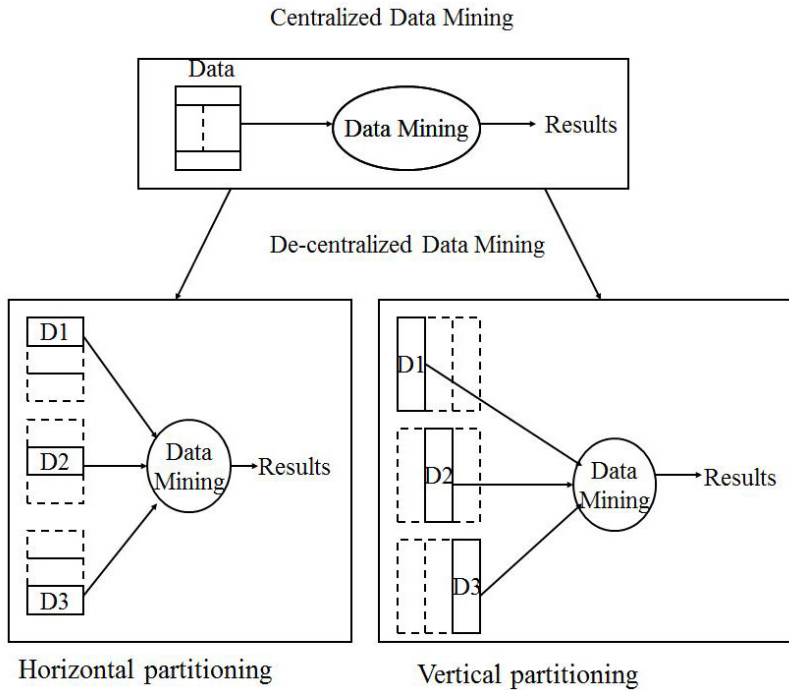 Centralized Data Mining
Data
Data Mining
Results
De-centralized Data Mining
D1
D2
D3
Data
Mining
Results
Horizontal partitioning
D1
D2
D3
Data
Mining
Results
Vertical partitioning